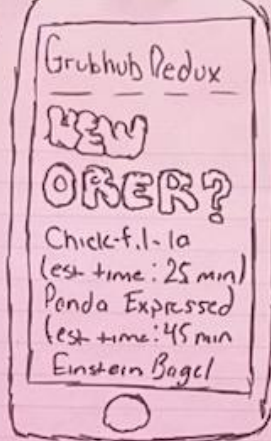 Grubhub Redux
NEW
ORER?
Chick-f.l-la
(est time: 25 min)
Panda Expressed
(est time: 45 min
Einstein Bagel